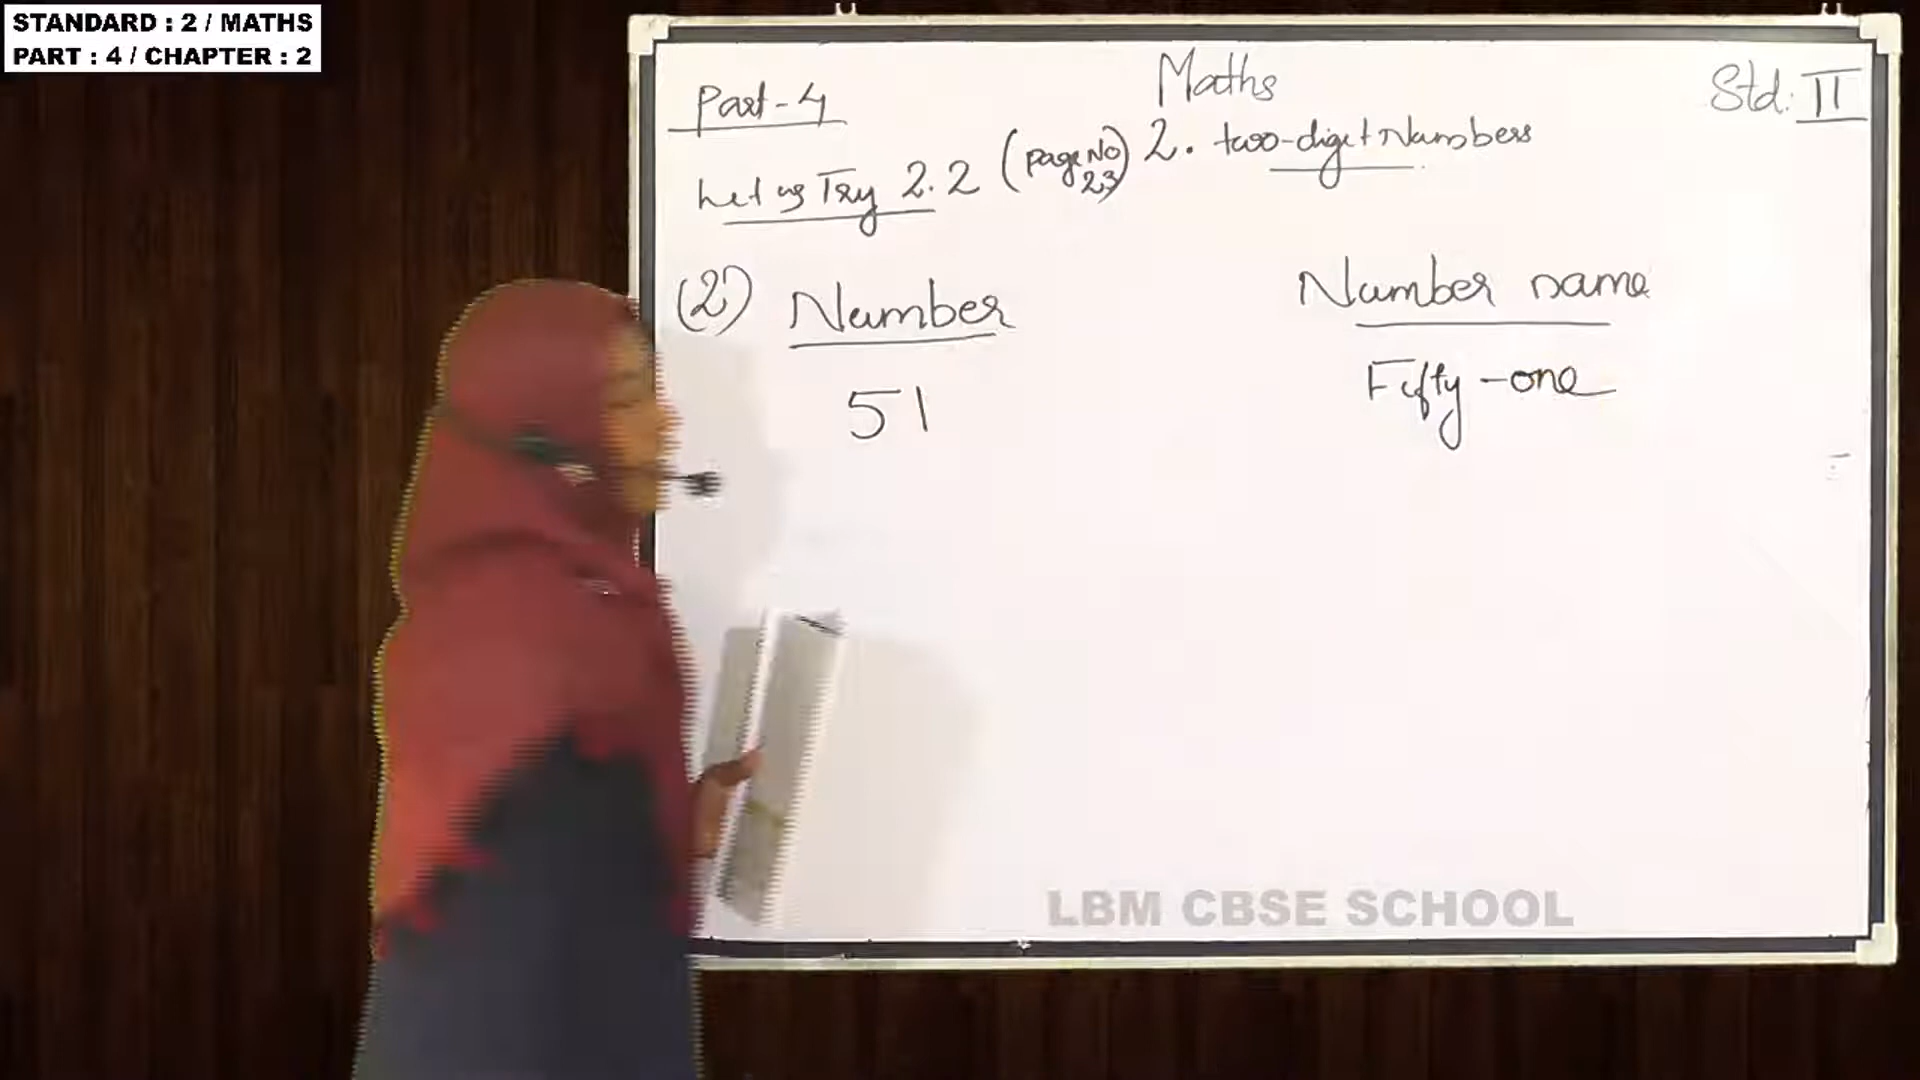 STANDARD : 2 / MATHS
PART : 4 / CHAPTER : 2
Maths
Std: II
Part-4
2. two-digit Numbers
Let us Try 2.2 (page No 23)
(2) Number
Number name
51
Fifty-one
LBM CBSE SCHOOL